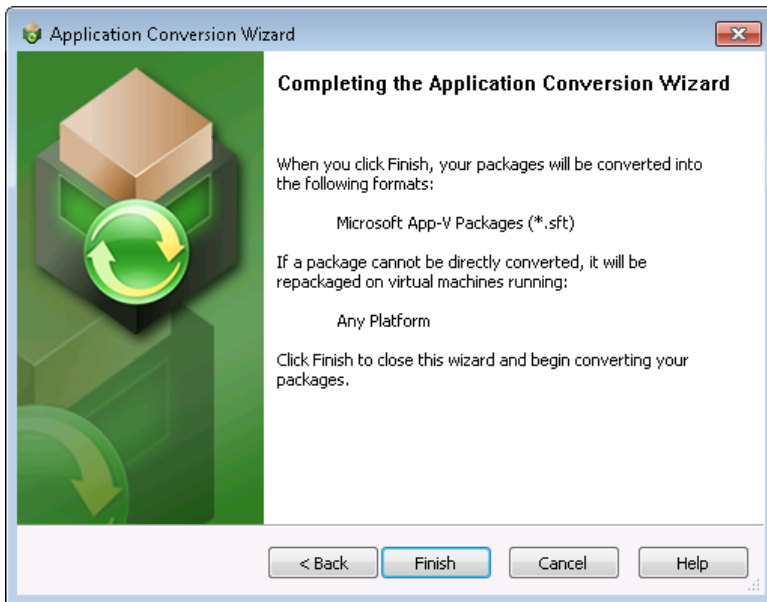 Application Conversion Wizard
Completing the Application Conversion Wizard
When you click Finish, your packages will be converted into
the following formats:
Microsoft App-V Packages (*.sft)
If a package cannot be directly converted, it will be
repackaged on virtual machines running:
Any Platform
Click Finish to close this wizard and begin converting your
packages.
< Back Finish Cancel Help